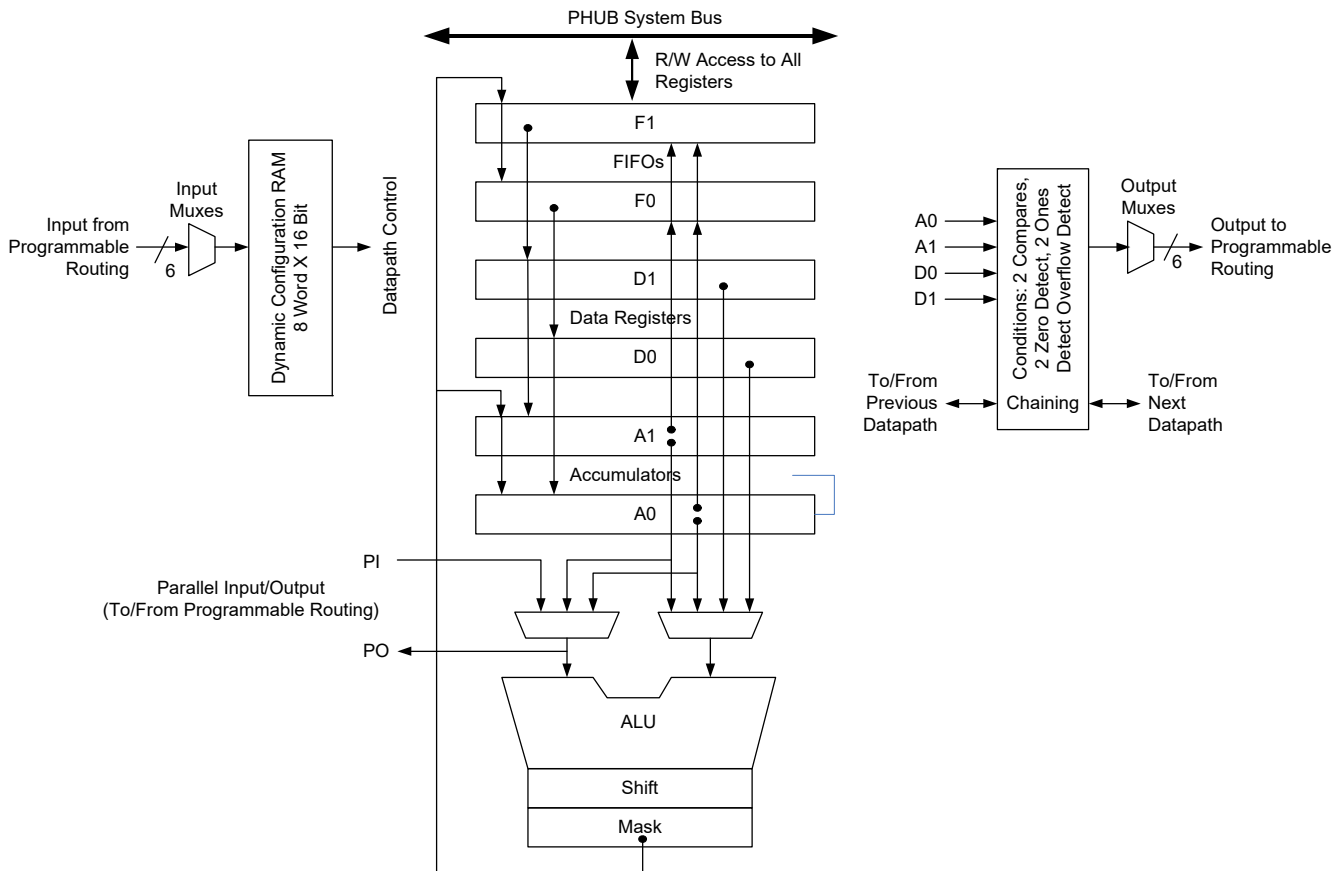 PHUB System Bus
R/W Access to All
Registers
F1
FIFOs
F0
D1
Data Registers
D0
A1
Accumulators
A0
Input from
Programmable
Routing
6
Input
Muxes
Dynamic Configuration RAM
8 Word X 16 Bit
Datapath Control
A0
A1
D0
D1
Conditions: 2 Compares,
2 Zero Detect, 2 Ones
Detect Overflow Detect
Output
Muxes
6
Output to
Programmable
Routing
To/From
Previous
Datapath
Chaining
To/From
Next
Datapath
PI
Parallel Input/Output
(To/From Programmable Routing)
PO
ALU
Shift
Mask